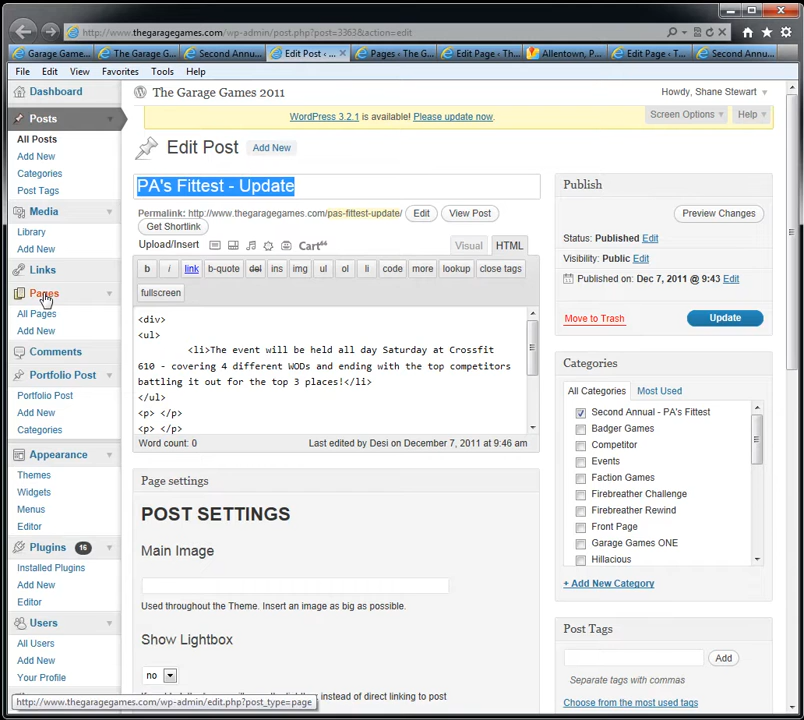 http://www.thegaragegames.com/wp-admin/post.php?post=3363&action=edit
Garage Game...
The Garage G...
Second Annu...
Edit Post ‹ ...
Pages ‹ The G...
Edit Page ‹ Th...
Allentown, P...
Edit Page ‹ T...
Second Annu...
File Edit View Favorites Tools Help
Dashboard
Posts
All Posts
Add New
Categories
Post Tags
Media
Library
Add New
Links
Pages
All Pages
Add New
Comments
Portfolio Post
Portfolio Post
Add New
Categories
Appearance
Themes
Widgets
Menus
Editor
Plugins 16
Installed Plugins
Add New
Editor
Users
All Users
Add New
Your Profile
http://www.thegaragegames.com/wp-admin/edit.php?post_type=page
The Garage Games 2011
Howdy, Shane Stewart
WordPress 3.2.1 is available! Please update now.
Screen Options
Help
Edit Post Add New
PA's Fittest - Update
Permalink: http://www.thegaragegames.com/pas-fittest-update/ Edit View Post
Get Shortlink
Upload/Insert Cart66
Visual HTML
b i link b-quote del ins img ul ol li code more lookup close tags
fullscreen
<div>
<ul>
<li>The event will be held all day Saturday at Crossfit
610 - covering 4 different WODs and ending with the top competitors
battling it out for the top 3 places!</li>
</ul>
<p> </p>
<p> </p>
Word count: 0 Last edited by Desi on December 7, 2011 at 9:46 am
Page settings
POST SETTINGS
Main Image
Used throughout the Theme. Insert an image as big as possible.
Show Lightbox
no
instead of direct linking to post
Publish
Preview Changes
Status: Published Edit
Visibility: Public Edit
Published on: Dec 7, 2011 @ 9:43 Edit
Move to Trash Update
Categories
All Categories Most Used
Second Annual - PA's Fittest
Badger Games
Competitor
Events
Faction Games
Firebreather Challenge
Firebreather Rewind
Front Page
Garage Games ONE
Hillacious
+ Add New Category
Post Tags
Add
Separate tags with commas
Choose from the most used tags